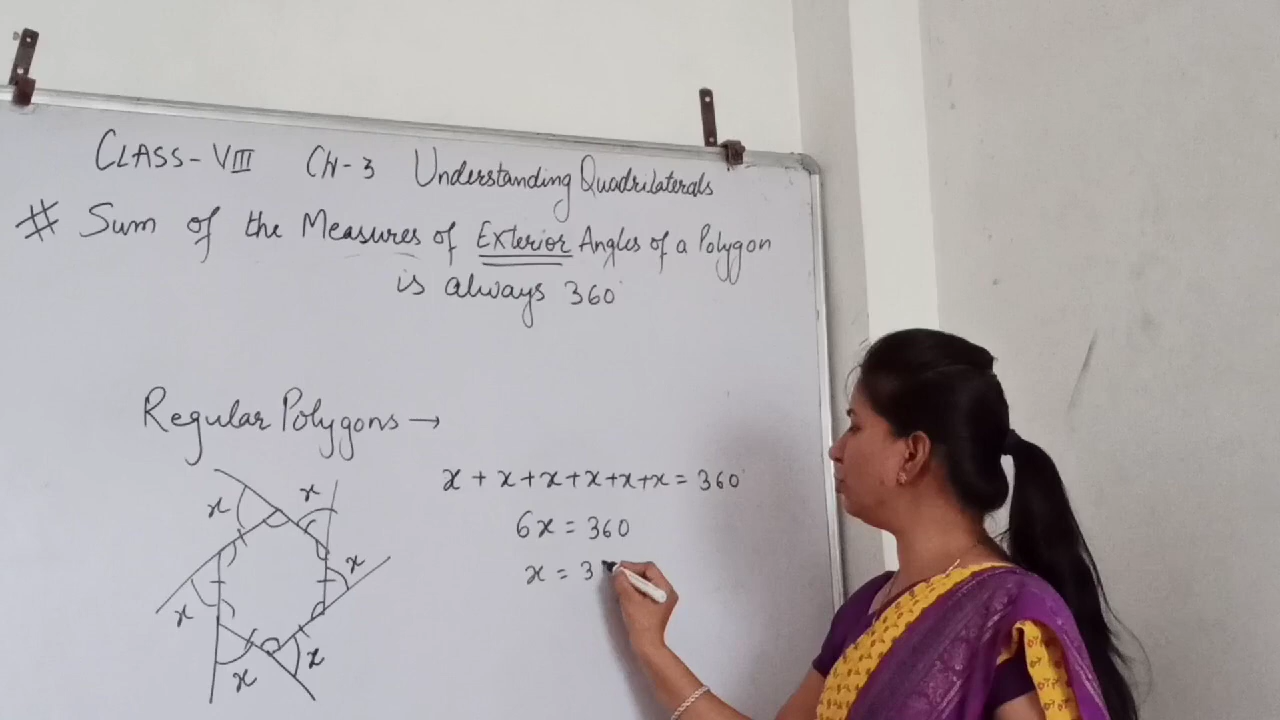 CLASS-VIII CH-3 Understanding Quadrilaterals
# Sum of the Measures of Exterior Angles of a Polygon
is always 360°
Regular Polygons →
x + x + x + x + x + x = 360°
6x = 360
x = 3
x
x
x
x
x
x